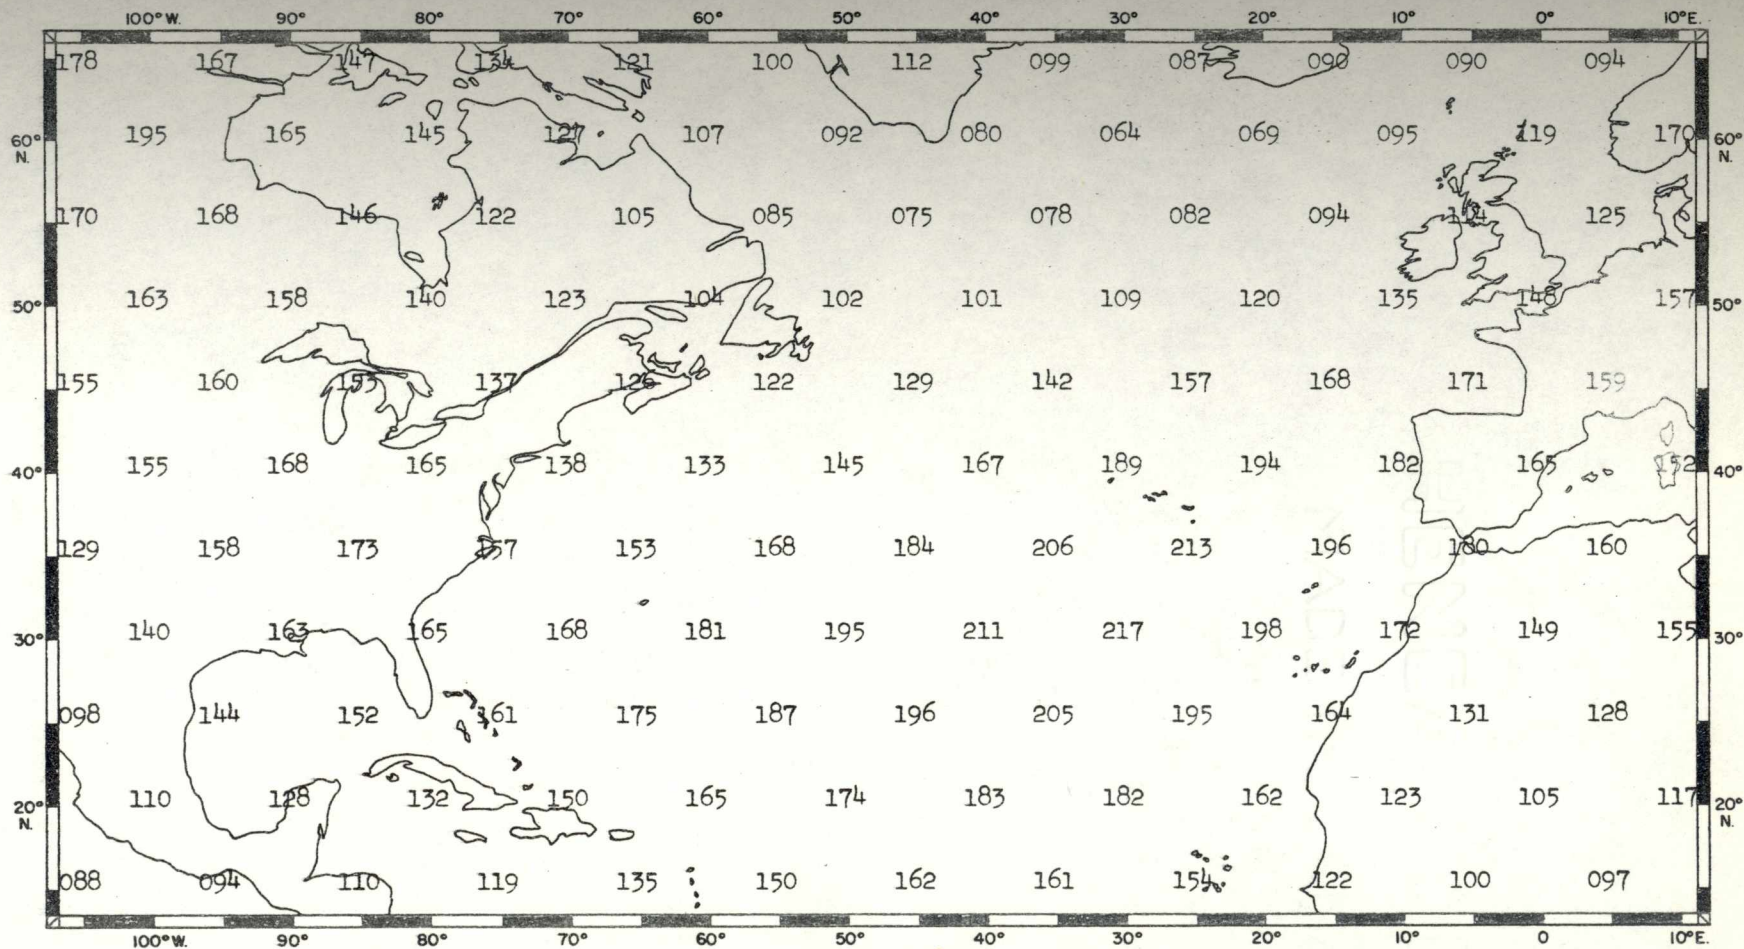 100° W. 90° 80° 70° 60° 50° 40° 30° 20° 10° 0° 10° E.
178 167 147 134 121 100 112 099 087 090 090 094
60° N. 195 165 145 127 107 092 080 064 069 095 119 170 60° N.
170 168 146 122 105 085 075 078 082 094 114 125
50° 163 158 140 123 104 102 101 109 120 135 148 157 50°
155 160 153 137 126 122 129 142 157 168 171 159
40° 155 168 165 138 133 145 167 189 194 182 165 152 40°
129 158 173 157 153 168 184 206 213 196 180 160
30° 140 163 165 168 181 195 211 217 198 172 149 155 30°
098 144 152 161 175 187 196 205 195 164 131 128
20° N. 110 128 132 150 165 174 183 182 162 123 105 117 20° N.
088 094 110 119 135 150 162 161 154 122 100 097
100° W. 90° 80° 70° 60° 50° 40° 30° 20° 10° 0° 10° E.